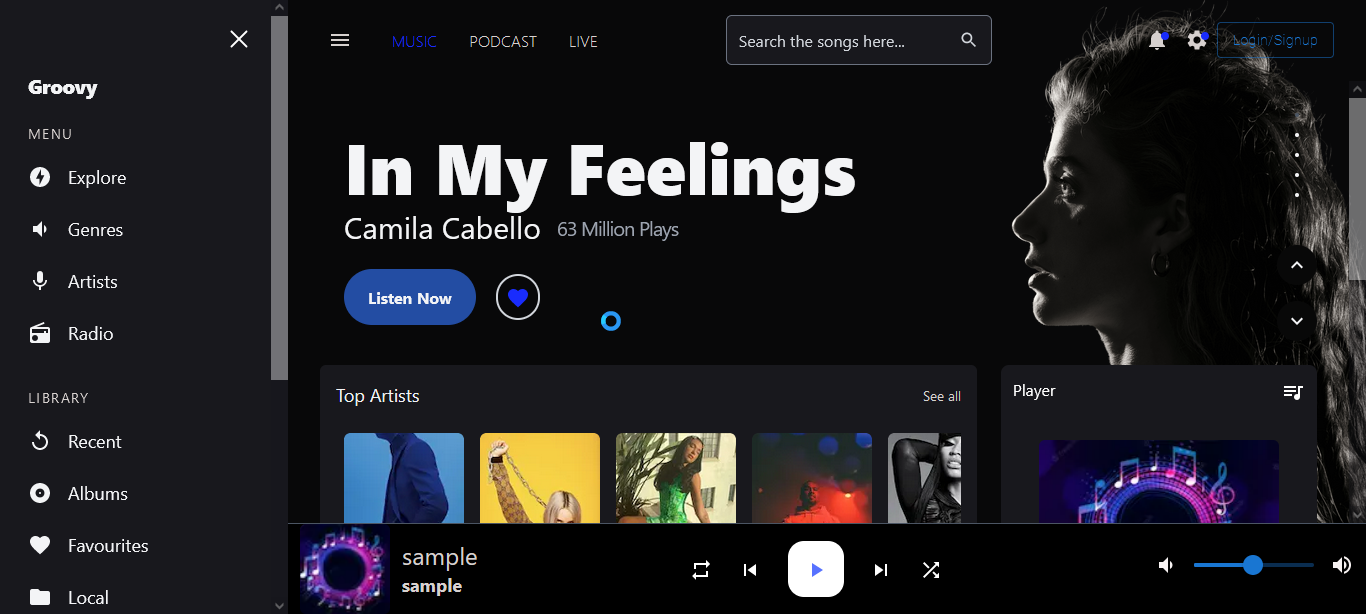 Groovy
MENU
Explore
Genres
Artists
Radio
LIBRARY
Recent
Albums
Favourites
Local
MUSIC PODCAST LIVE
Search the songs here...
Login/Signup
In My Feelings
Camila Cabello 63 Million Plays
Listen Now
Top Artists See all
Player
sample
sample